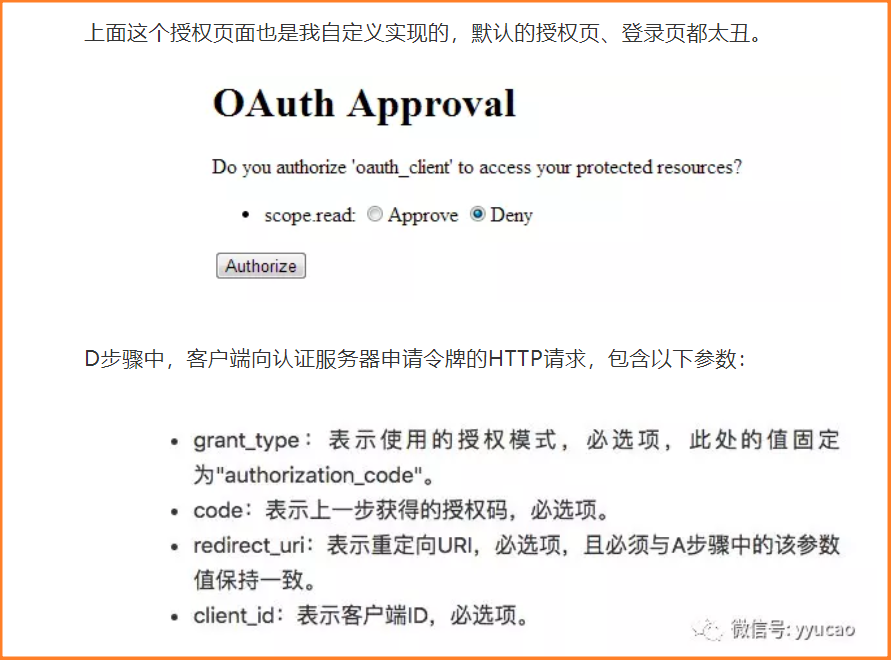 上面这个授权页面也是我自定义实现的，默认的授权页、登录页都太丑。
OAuth Approval
Do you authorize 'oauth_client' to access your protected resources?
• scope.read: Approve Deny
Authorize
D步骤中，客户端向认证服务器申请令牌的HTTP请求，包含以下参数：
• grant_type：表示使用的授权模式，必选项，此处的值固定
为"authorization_code"。
• code：表示上一步获得的授权码，必选项。
• redirect_uri：表示重定向URI，必选项，且必须与A步骤中的该参数
值保持一致。
• client_id：表示客户端ID，必选项。
微信号: yyucao